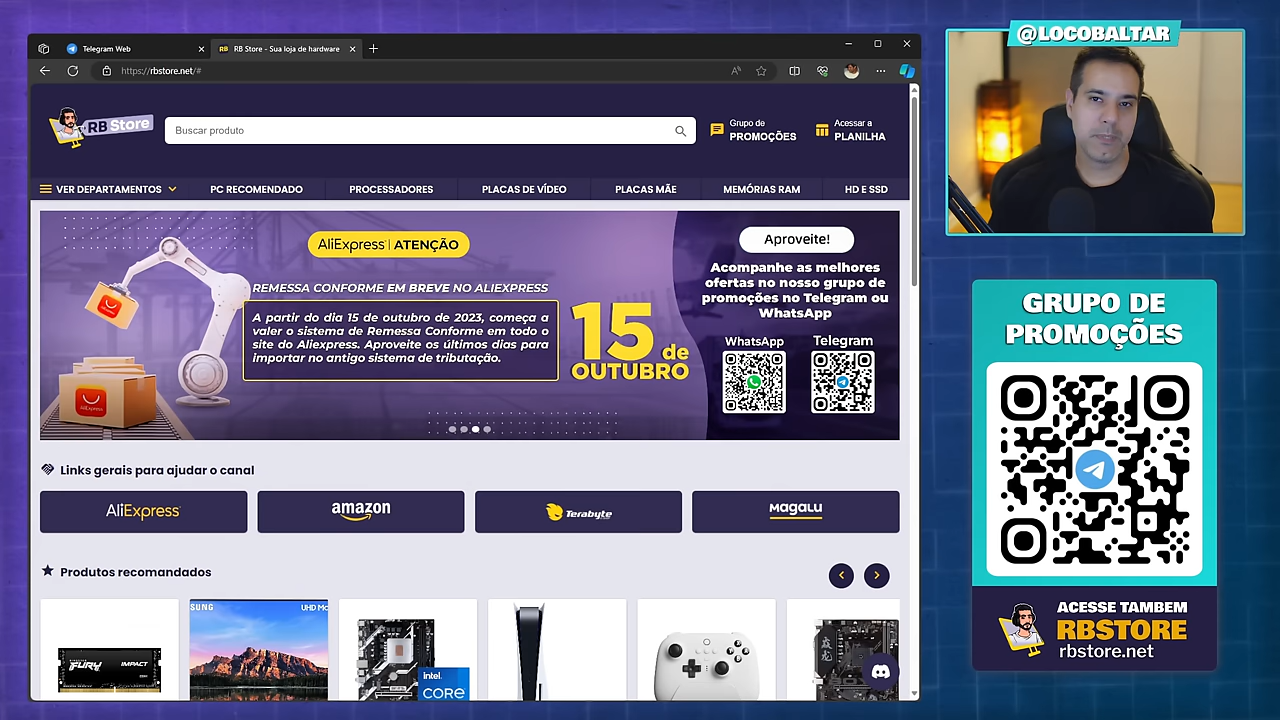 Telegram Web
RB RB Store - Sua loja de hardware
https://rbstore.net/#
RB Store
Buscar produto
Grupo de
PROMOÇÕES
Acessar a
PLANILHA
VER DEPARTAMENTOS
PC RECOMENDADO
PROCESSADORES
PLACAS DE VÍDEO
PLACAS MÃE
MEMÓRIAS RAM
HD E SSD
AliExpress | ATENÇÃO
REMESSA CONFORME EM BREVE NO ALIEXPRESS
A partir do dia 15 de outubro de 2023, começa a
valer o sistema de Remessa Conforme em todo o
site do Aliexpress. Aproveite os últimos dias para
importar no antigo sistema de tributação.
15 de
OUTUBRO
AliExpress
Aproveite!
Acompanhe as melhores
ofertas no nosso grupo de
promoções no Telegram ou
WhatsApp
WhatsApp
Telegram
Links gerais para ajudar o canal
AliExpress
amazon
Terabyte
Magalu
Produtos recomandados
FURY IMPACT
SUNG
UHD Mo
intel
CORE
@LOCOBALTAR
GRUPO DE
PROMOÇÕES
ACESSE TAMBEM
RBSTORE
rbstore.net